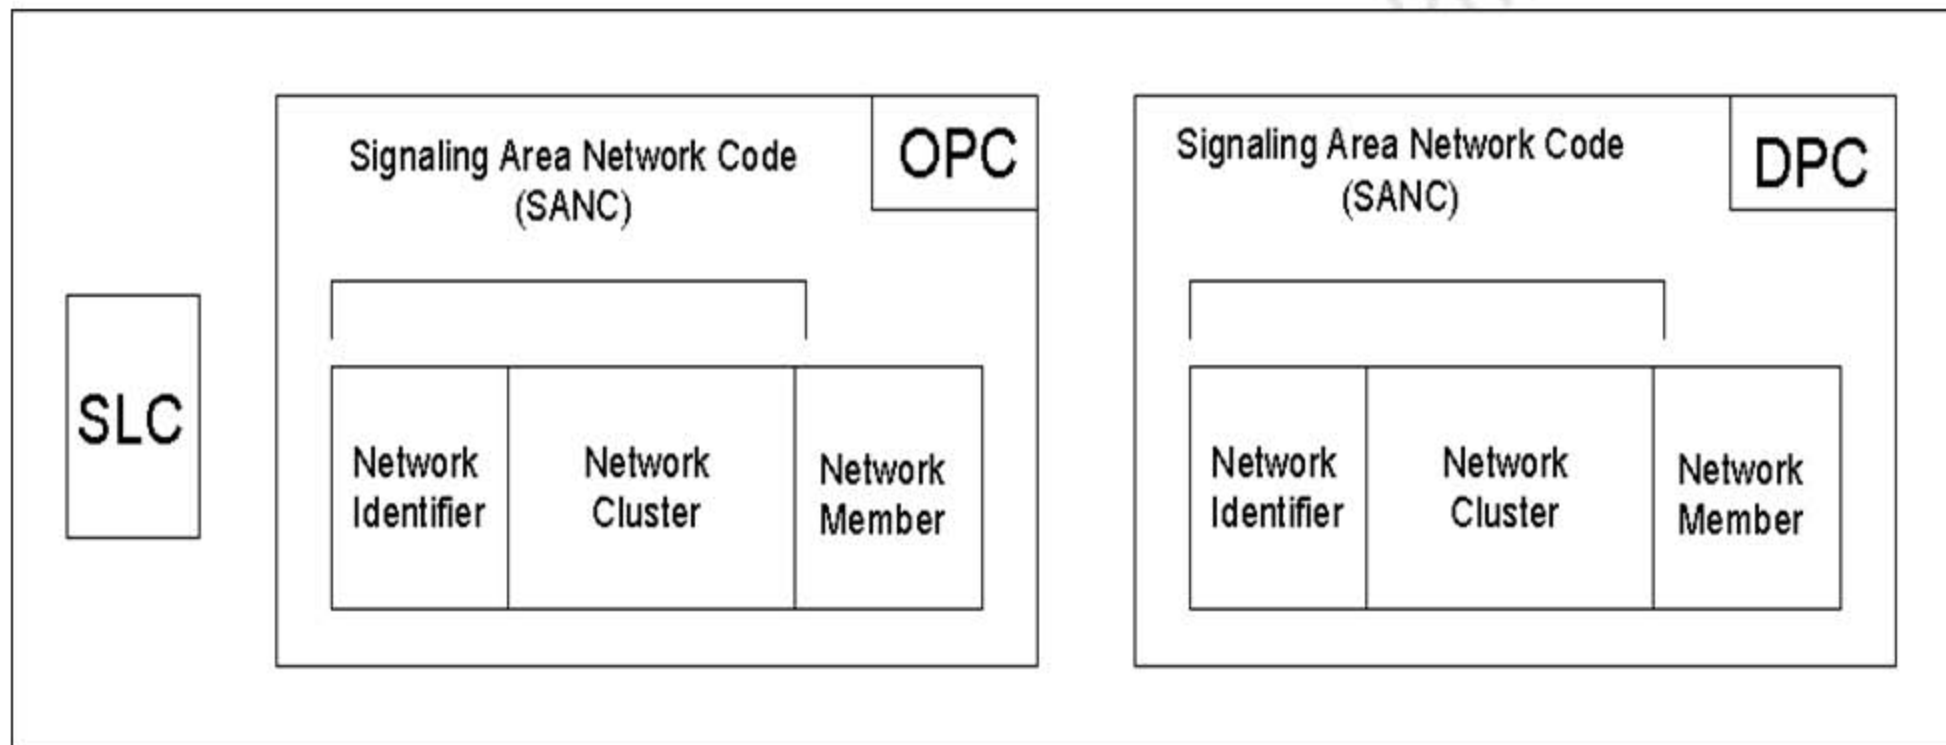 SLC
Signaling Area Network Code
(SANC)
OPC
Network
Identifier
Network
Cluster
Network
Member
Signaling Area Network Code
(SANC)
DPC
Network
Identifier
Network
Cluster
Network
Member